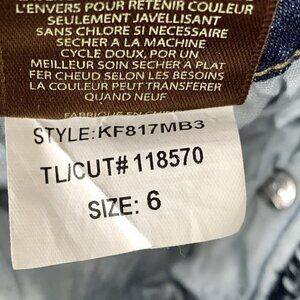 L'ENVERS POUR RETENIR COULEUR
SEULEMENT JAVELLISANT
SANS CHLORE SI NECESSAIRE
SECHER A LA MACHINE
CYCLE DOUX, POUR UN
MEILLEUR SOIN SECHER A PLAT
FER CHEUD SELON LES BESOINS
LA COULEUR PEUT TRANSFERER
QUAND NEUF
FABRIQUE EN
STYLE:KF817MB3
TL/CUT# 118570
SIZE: 6